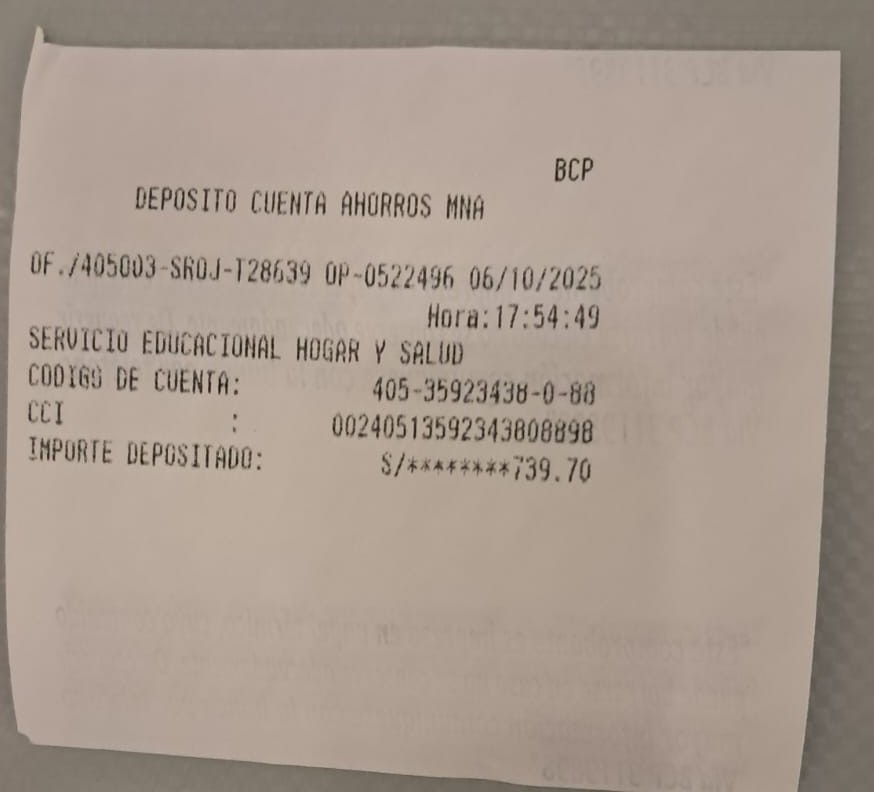 BCP
DEPOSITO CUENTA AHORROS MNA
OF./405003-SROJ-T28639 OP-0522496 06/10/2025
Hora:17:54:49
SERVICIO EDUCACIONAL HOGAR Y SALUD
CODIGO DE CUENTA: 405-35923438-0-88
CCI : 00240513592343808898
IMPORTE DEPOSITADO: S/********739.70